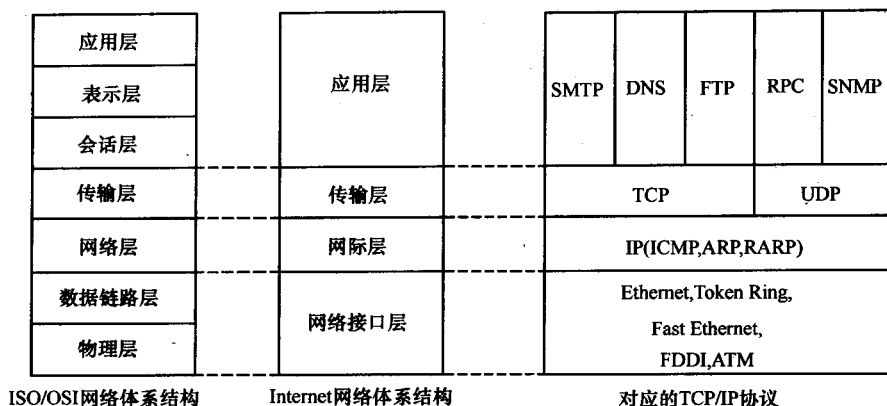 应用层
表示层
会话层
传输层
网络层
数据链路层
物理层
ISO/OSI网络体系结构
应用层
传输层
网际层
网络接口层
Internet网络体系结构
SMTP
DNS
FTP
RPC
SNMP
TCP
UDP
IP(ICMP,ARP,RARP)
Ethernet,Token Ring,
Fast Ethernet,
FDDI,ATM
对应的TCP/IP协议